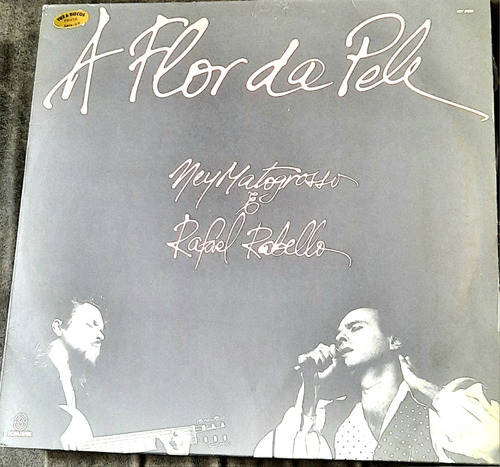 A Flor da Pele
Ney Matogrosso
E
Rafael Rabello